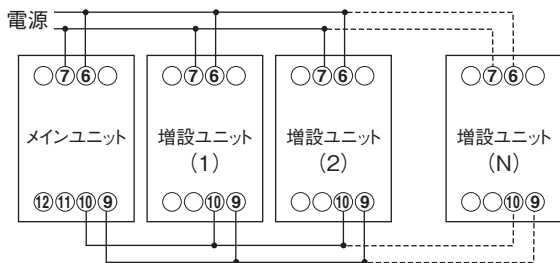 電源
⑦⑥ ⑦⑥ ⑦⑥ ⑦⑥
メインユニット 増設ユニット 増設ユニット 増設ユニット
(1) (2) (N)
⑫⑪⑩⑨ ⑩⑨ ⑩⑨ ⑩⑨